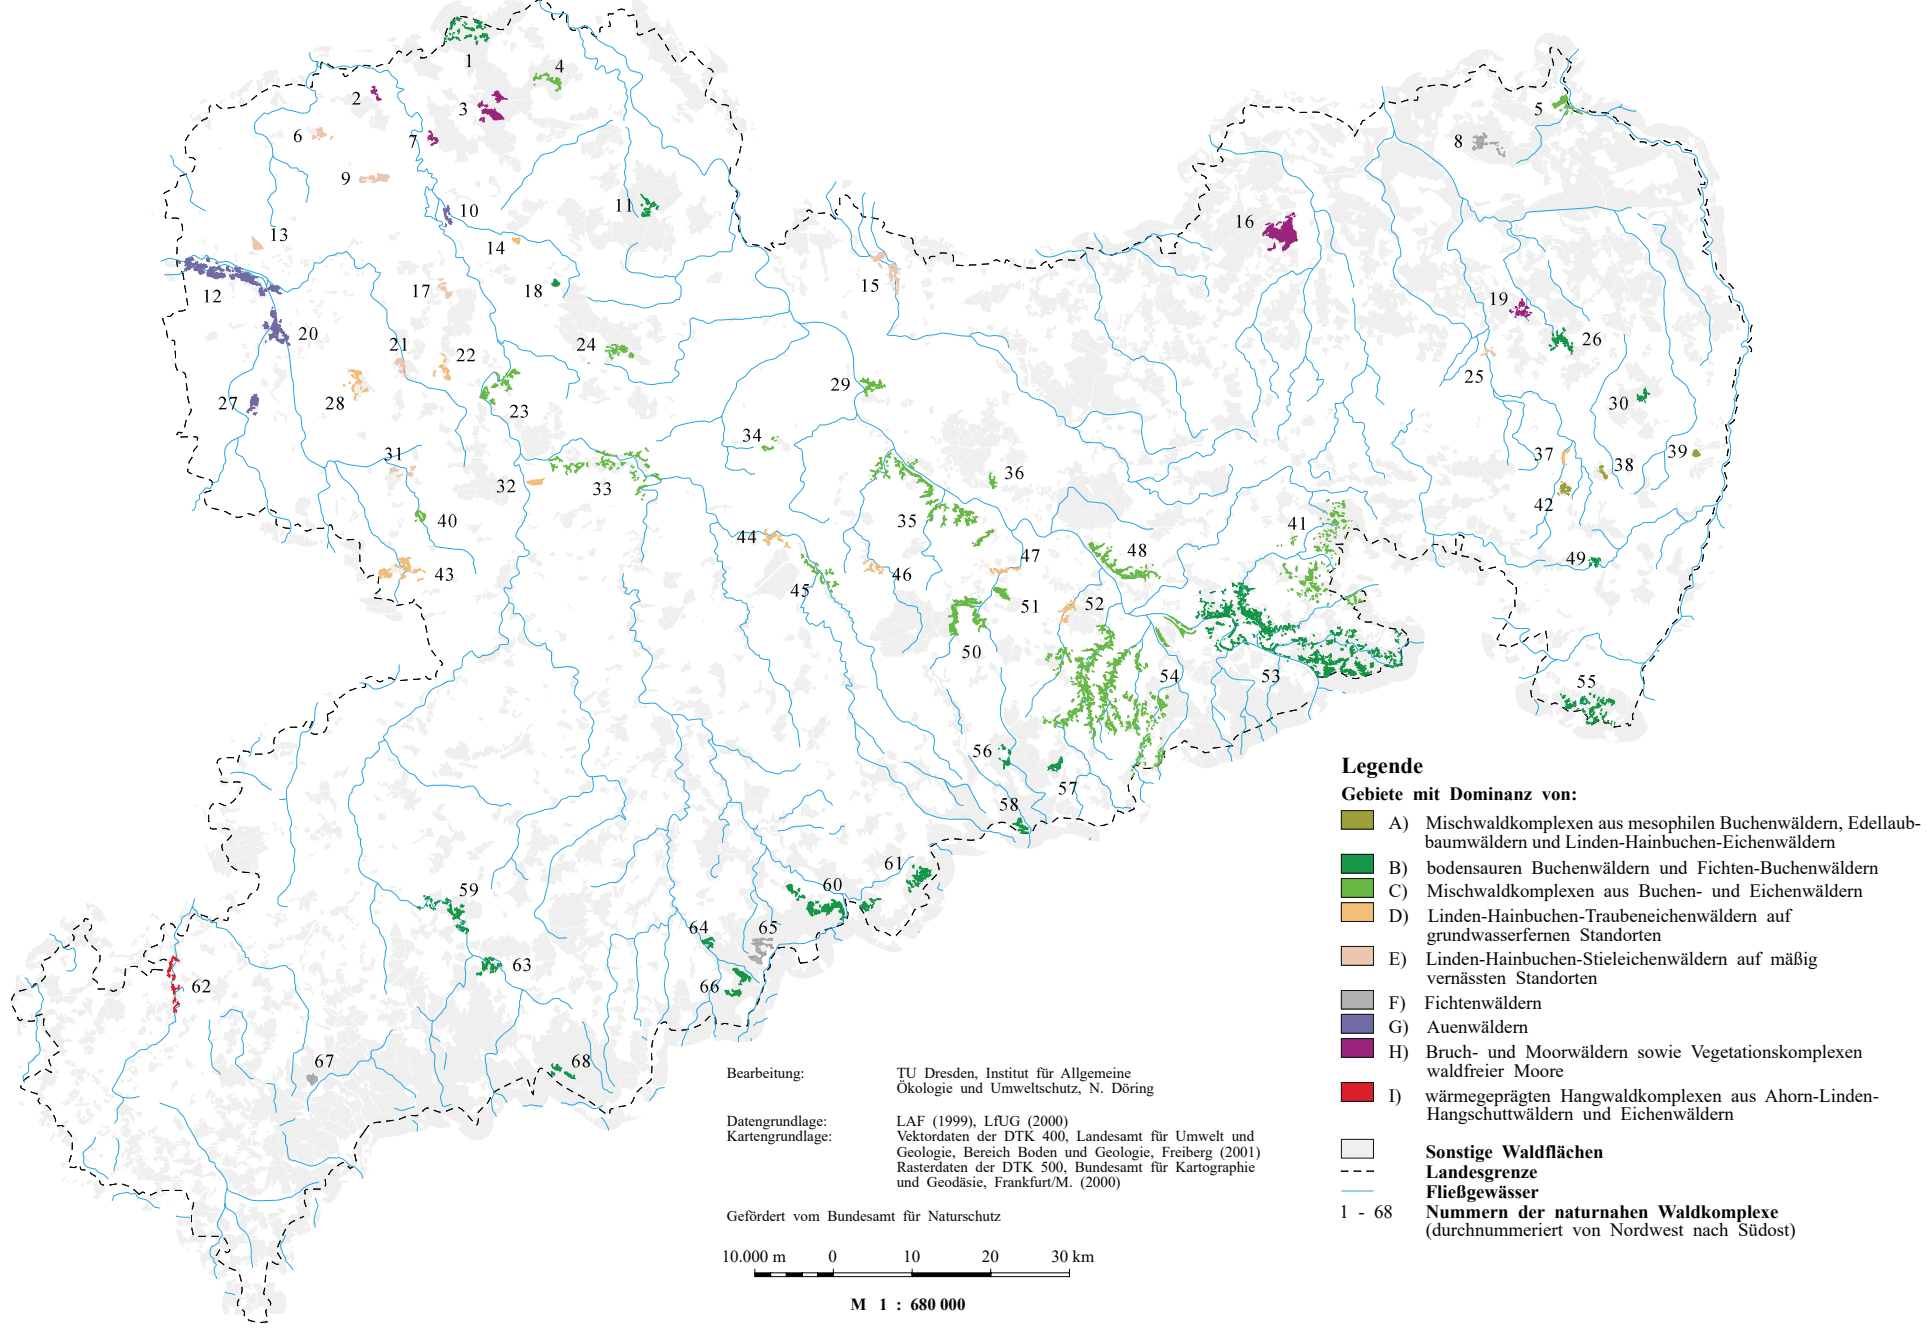 1
4
2
3
5
6
7
8
9
10
11
16
13
14
12
17
18
15
19
20
21
22
24
26
25
27
28
23
29
30
34
31
32
33
36
37
38
39
35
42
40
41
44
47
48
43
45
46
49
51
52
50
54
53
55
56
57
58
61
59
60
64
65
63
62
66
67
68
Legende
Gebiete mit Dominanz von:
A) Mischwaldkomplexen aus mesophilen Buchenwäldern, Edellaub-
baumwäldern und Linden-Hainbuchen-Eichenwäldern
B) bodensauren Buchenwäldern und Fichten-Buchenwäldern
C) Mischwaldkomplexen aus Buchen- und Eichenwäldern
D) Linden-Hainbuchen-Traubeneichenwäldern auf
grundwasserfernen Standorten
E) Linden-Hainbuchen-Stieleichenwäldern auf mäßig
vernässten Standorten
F) Fichtenwäldern
G) Auenwäldern
H) Bruch- und Moorwäldern sowie Vegetationskomplexen
waldfreier Moore
I) wärmegeprägten Hangwaldkomplexen aus Ahorn-Linden-
Hangschuttwäldern und Eichenwäldern
Sonstige Waldflächen
Landesgrenze
Fließgewässer
1 - 68 Nummern der naturnahen Waldkomplexe
(durchnummeriert von Nordwest nach Südost)
Bearbeitung: TU Dresden, Institut für Allgemeine
Ökologie und Umweltschutz, N. Döring
Datengrundlage: LAF (1999), LfUG (2000)
Kartengrundlage: Vektordaten der DTK 400, Landesamt für Umwelt und
Geologie, Bereich Boden und Geologie, Freiberg (2001)
Rasterdaten der DTK 500, Bundesamt für Kartographie
und Geodäsie, Frankfurt/M. (2000)
Gefördert vom Bundesamt für Naturschutz
10.000 m 0 10 20 30 km
M 1 : 680 000